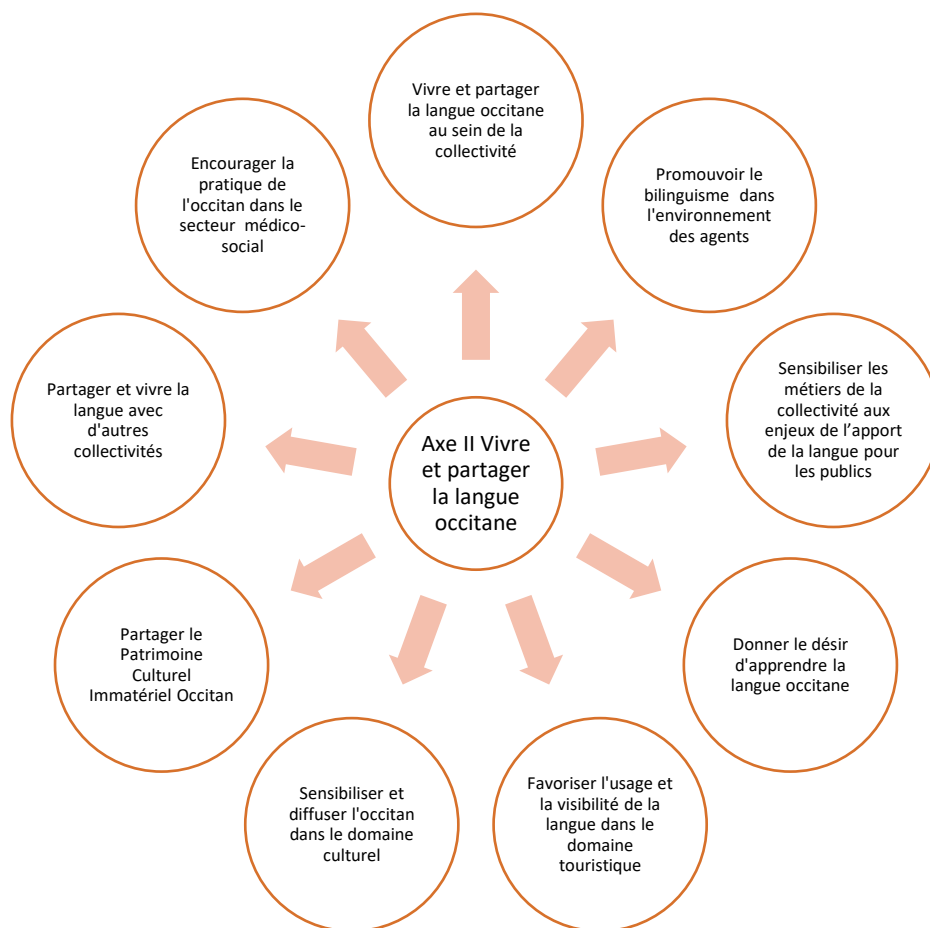 Vivre et partager
la langue occitane
au sein de la
collectivité
Promouvoir le
bilinguisme dans
l'environnement
des agents
Sensibiliser les
métiers de la
collectivité aux
enjeux de l’apport
de la langue pour
les publics
Donner le désir
d'apprendre la
langue occitane
Favoriser l'usage et
la visibilité de la
langue dans le
domaine
touristique
Sensibiliser et
diffuser l'occitan
dans le domaine
culturel
Partager le
Patrimoine
Culturel
Immatériel Occitan
Partager et vivre la
langue avec
d'autres
collectivités
Encourager la
pratique de
l'occitan dans le
secteur médico-
social
Axe II Vivre
et partager
la langue
occitane